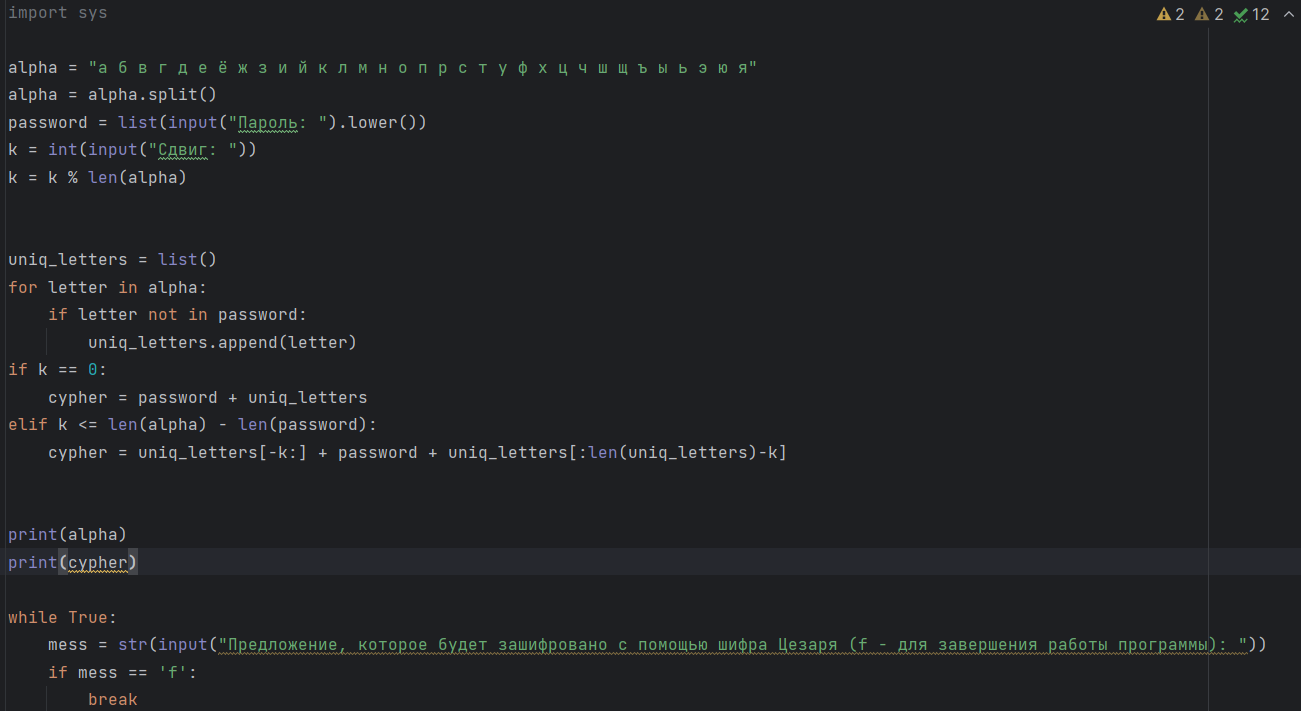 import sys
2 2 12
alpha = "а б в г д е ё ж з и й к л м н о п р с т у ф х ц ч ш щ ъ ы ь э ю я"
alpha = alpha.split()
password = list(input("Пароль: ").lower())
k = int(input("Сдвиг: "))
k = k % len(alpha)
uniq_letters = list()
for letter in alpha:
    if letter not in password:
        uniq_letters.append(letter)
if k == 0:
    cypher = password + uniq_letters
elif k <= len(alpha) - len(password):
    cypher = uniq_letters[-k:] + password + uniq_letters[:len(uniq_letters)-k]
print(alpha)
print(cypher)
while True:
    mess = str(input("Предложение, которое будет зашифровано с помощью шифра Цезаря (f - для завершения работы программы): "))
    if mess == 'f':
        break